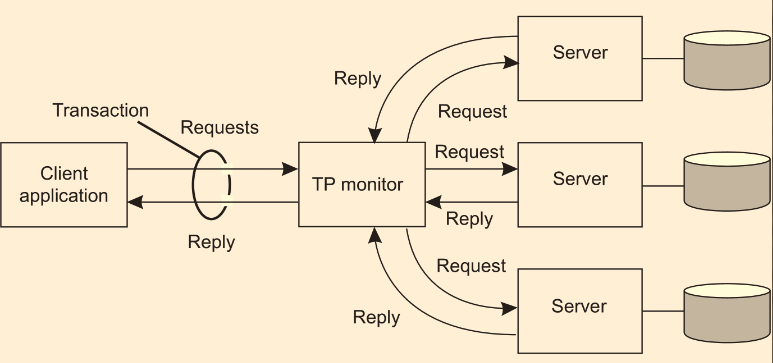 Server
Reply
Transaction
Request
Requests
Request
Client
application
TP monitor
Server
Reply
Reply
Request
Server
Reply